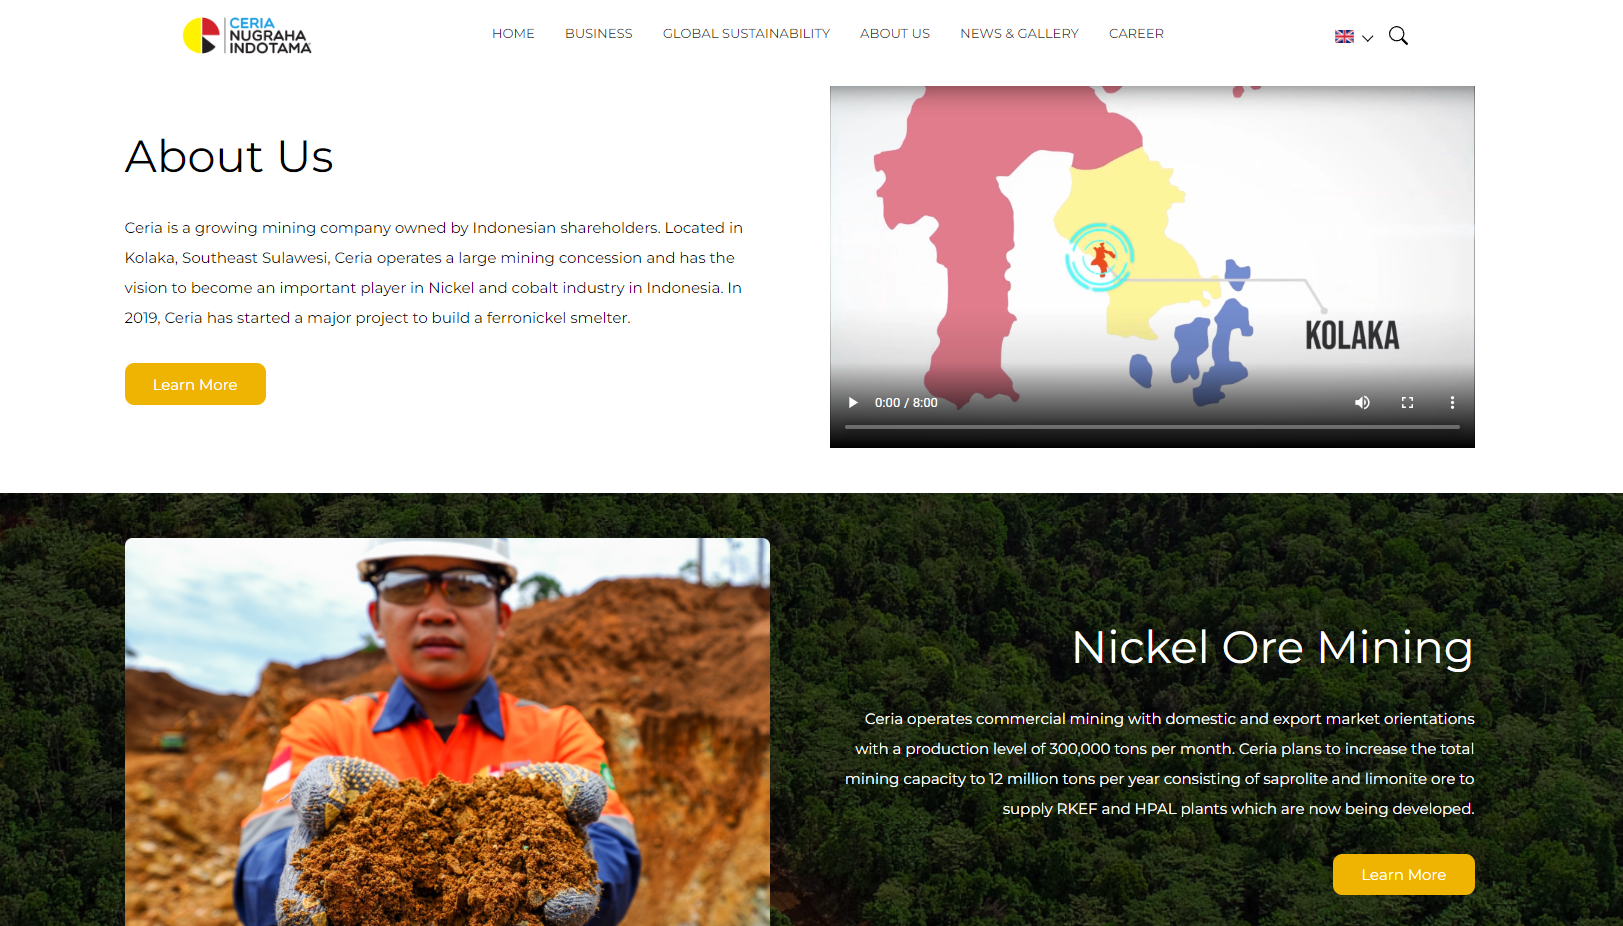 CERIA
NUGRAHA
INDOTAMA
HOME BUSINESS GLOBAL SUSTAINABILITY ABOUT US NEWS & GALLERY CAREER
About Us
Ceria is a growing mining company owned by Indonesian shareholders. Located in
Kolaka, Southeast Sulawesi, Ceria operates a large mining concession and has the
vision to become an important player in Nickel and cobalt industry in Indonesia. In
2019, Ceria has started a major project to build a ferronickel smelter.
Learn More
KOLAKA
0:00 / 8:00
Nickel Ore Mining
Ceria operates commercial mining with domestic and export market orientations
with a production level of 300,000 tons per month. Ceria plans to increase the total
mining capacity to 12 million tons per year consisting of saprolite and limonite ore to
supply RKEF and HPAL plants which are now being developed.
Learn More